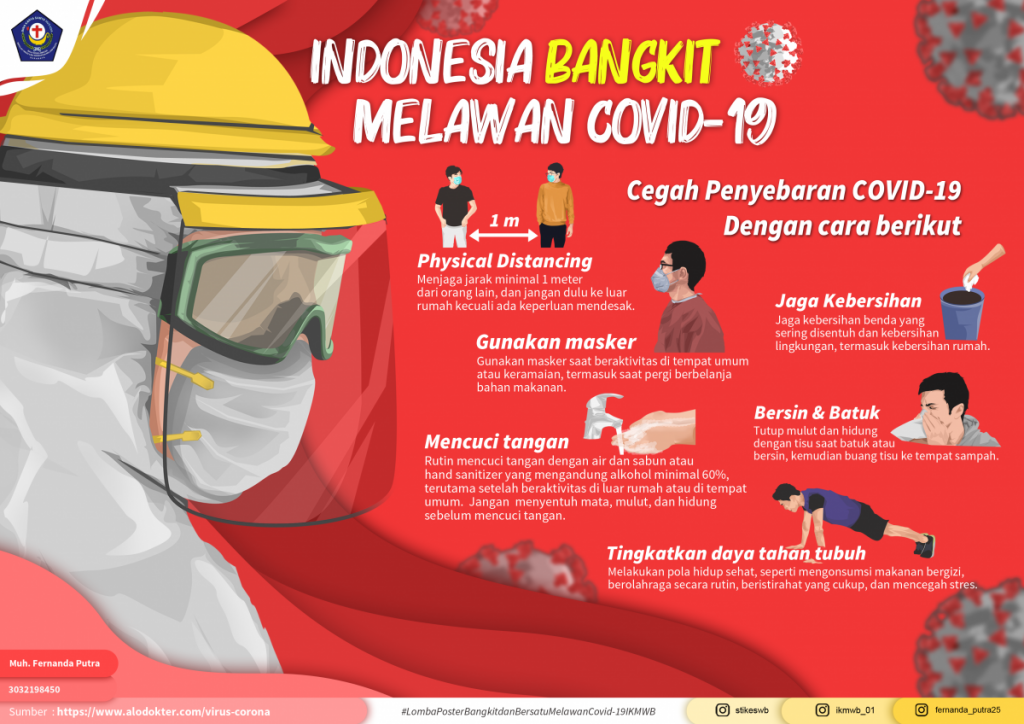 INDONESIA BANGKIT
MELAWAN COVID-19
Cegah Penyebaran COVID-19
Dengan cara berikut
1 m
Physical Distancing
Menjaga jarak minimal 1 meter
dari orang lain, dan jangan dulu ke luar
rumah kecuali ada keperluan mendesak.
Gunakan masker
Gunakan masker saat beraktivitas di tempat umum
atau keramaian, termasuk saat pergi berbelanja
bahan makanan.
Mencuci tangan
Rutin mencuci tangan dengan air dan sabun atau
hand sanitizer yang mengandung alkohol minimal 60%,
terutama setelah beraktivitas di luar rumah atau di tempat
umum. Jangan menyentuh mata, mulut, dan hidung
sebelum mencuci tangan.
Jaga Kebersihan
Jaga kebersihan benda yang
sering disentuh dan kebersihan
lingkungan, termasuk kebersihan rumah.
Bersin & Batuk
Tutup mulut dan hidung
dengan tisu saat batuk atau
bersin, kemudian buang tisu ke tempat sampah.
Tingkatkan daya tahan tubuh
Melakukan pola hidup sehat, seperti mengonsumsi makanan bergizi,
berolahraga secara rutin, beristirahat yang cukup, dan mencegah stres.
Muh. Fernanda Putra
3032198450
Sumber : https://www.alodokter.com/virus-corona
#LombaPosterBangkitdanBersatuMelawanCovid-19IKMWB
stikeswb
ikmwb_01
fernanda_putra25